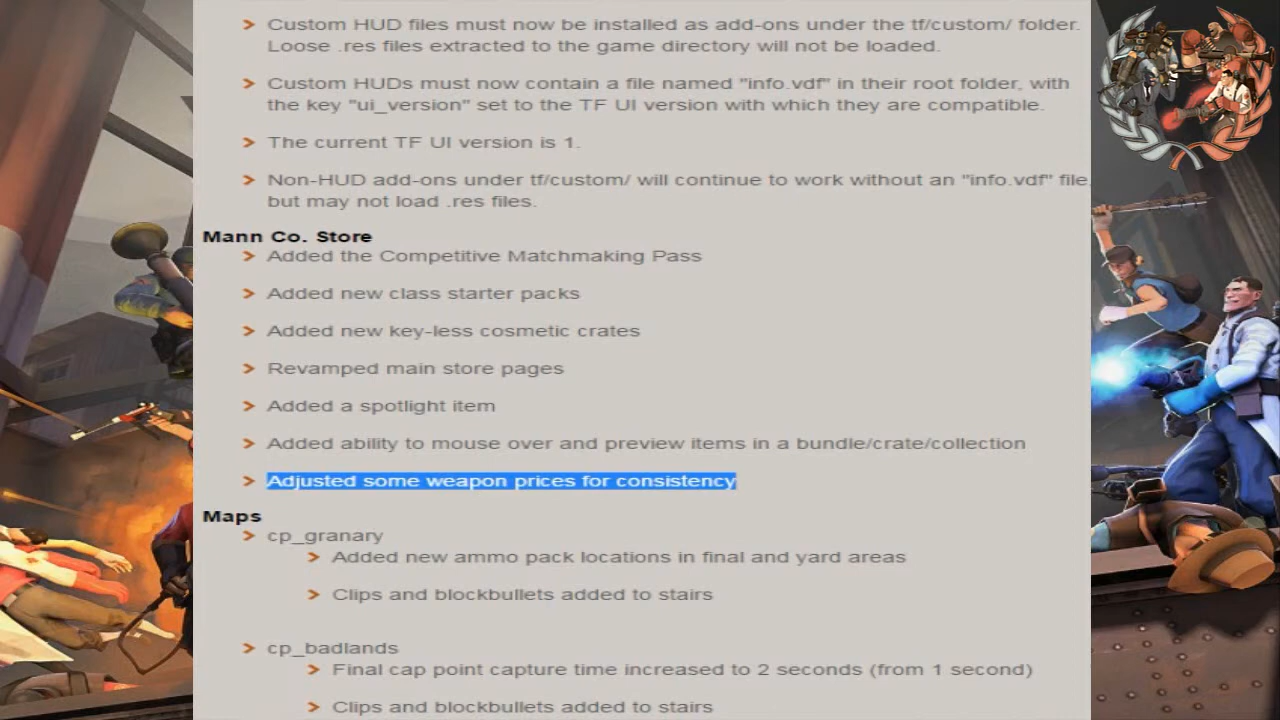 Custom HUD files must now be installed as add-ons under the tf/custom/ folder.
Loose .res files extracted to the game directory will not be loaded.
Custom HUDs must now contain a file named "info.vdf" in their root folder, with
the key "ui_version" set to the TF UI version with which they are compatible.
The current TF UI version is 1.
Non-HUD add-ons under tf/custom/ will continue to work without an "info.vdf" file,
but may not load .res files.
Mann Co. Store
Added the Competitive Matchmaking Pass
Added new class starter packs
Added new key-less cosmetic crates
Revamped main store pages
Added a spotlight item
Added ability to mouse over and preview items in a bundle/crate/collection
Adjusted some weapon prices for consistency
Maps
cp_granary
Added new ammo pack locations in final and yard areas
Clips and blockbullets added to stairs
cp_badlands
Final cap point capture time increased to 2 seconds (from 1 second)
Clips and blockbullets added to stairs